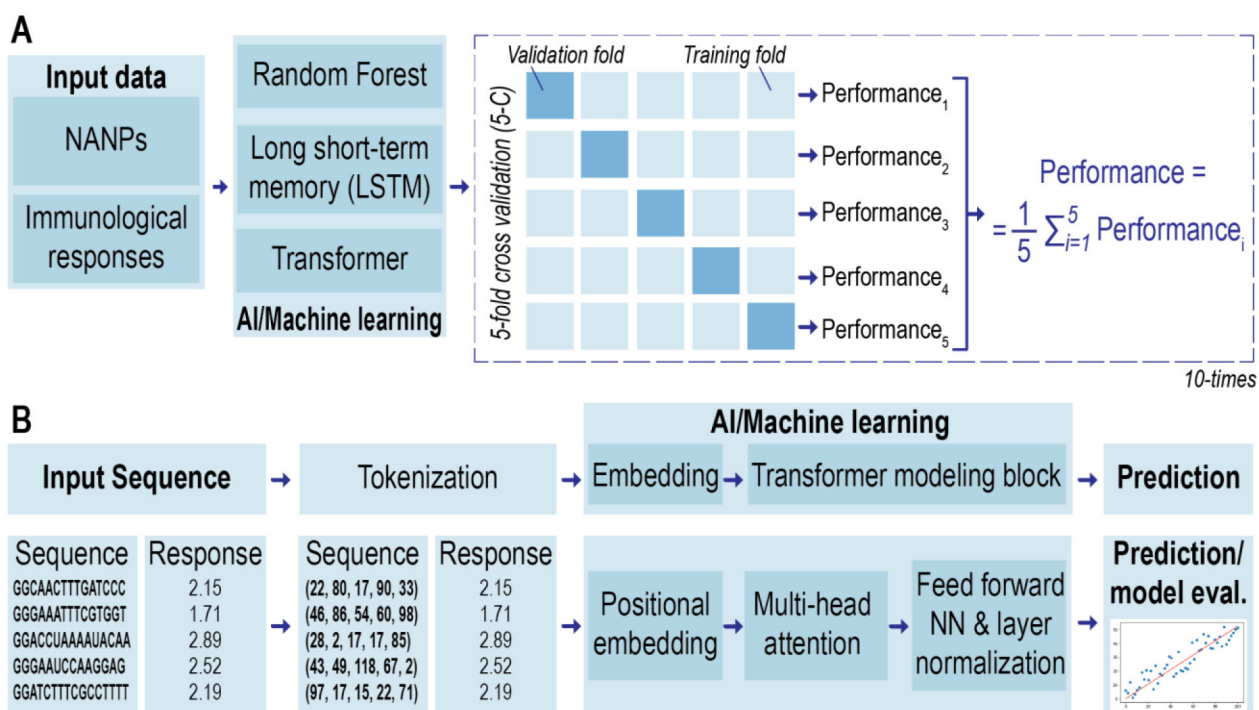 A
Input data
NANPs
Immunological
responses
Random Forest
Long short-term
memory (LSTM)
Transformer
AI/Machine learning
5-fold cross validation (5-C)
Validation fold
Training fold
Performance1
Performance2
Performance3
Performance4
Performance5
Performance =
= 1/5 ∑ i=1 5 Performancei
10-times
B
Input Sequence
Tokenization
AI/Machine learning
Embedding
Transformer modeling block
Prediction
Sequence Response
GGCAACTTTGATCCC 2.15
GGGAAATTTCGTGGT 1.71
GGACCUAAAAUACAA 2.89
GGGAAUCCAAGGAG 2.52
GGATCTTTCGCCTTTT 2.19
Sequence Response
(22, 80, 17, 90, 33) 2.15
(46, 86, 54, 60, 98) 1.71
(28, 2, 17, 17, 85) 2.89
(43, 49, 118, 67, 2) 2.52
(97, 17, 15, 22, 71) 2.19
Positional
embedding
Multi-head
attention
Feed forward
NN & layer
normalization
Prediction/
model eval.